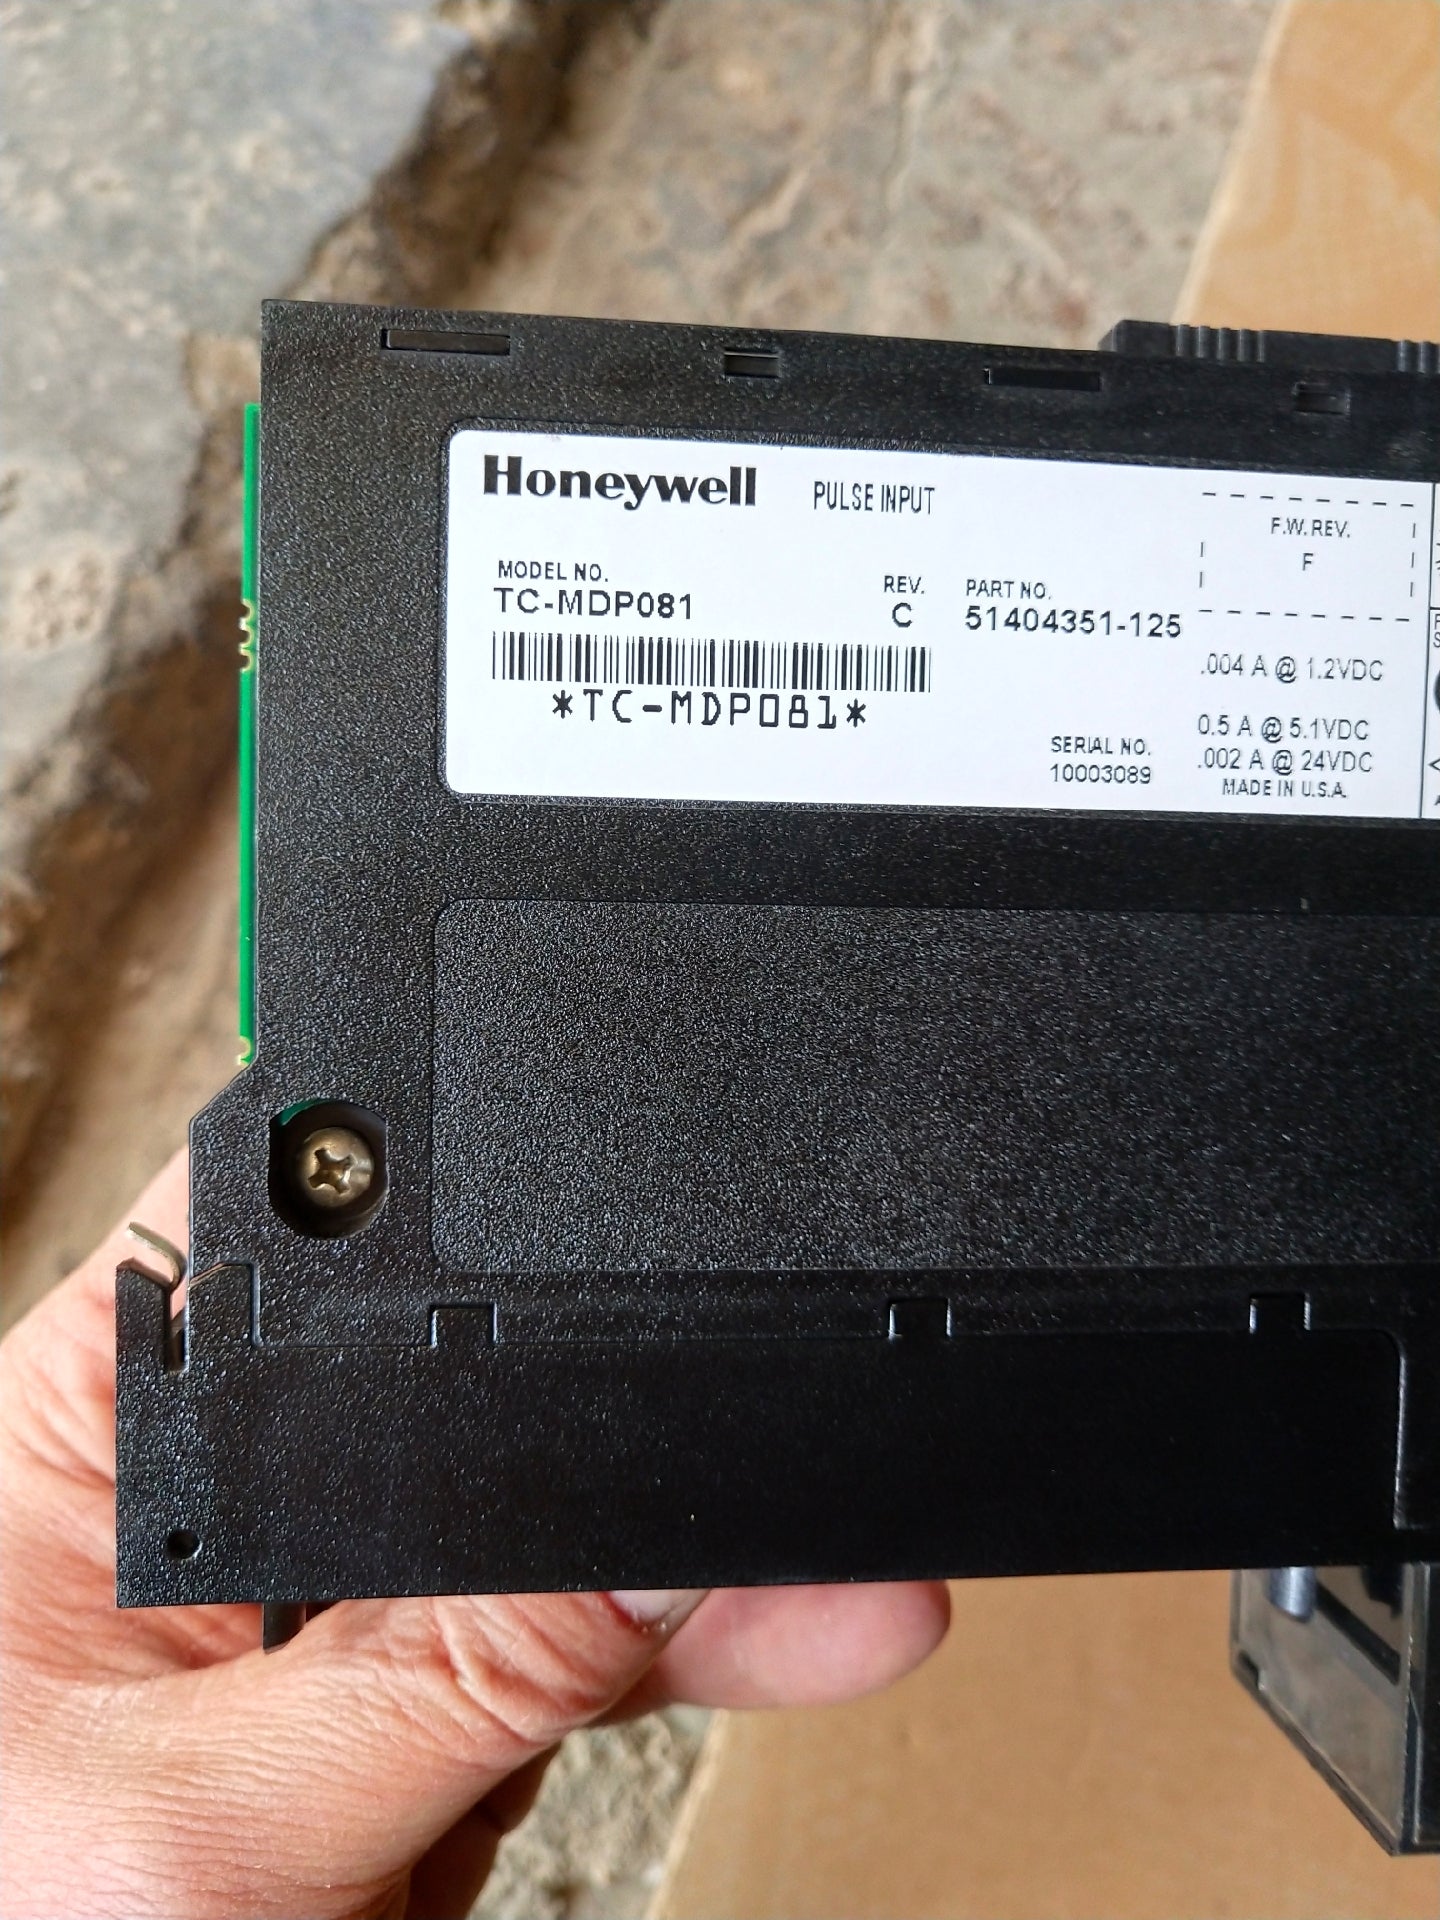 Honeywell PULSE INPUT
F.W. REV.
F
MODEL NO. REV. PART NO.
TC-MDP081 C 51404351-125
*TC-MDP081*
.004 A @ 1.2VDC
0.5 A @ 5.1VDC
.002 A @ 24VDC
SERIAL NO.
10003089
MADE IN U.S.A.